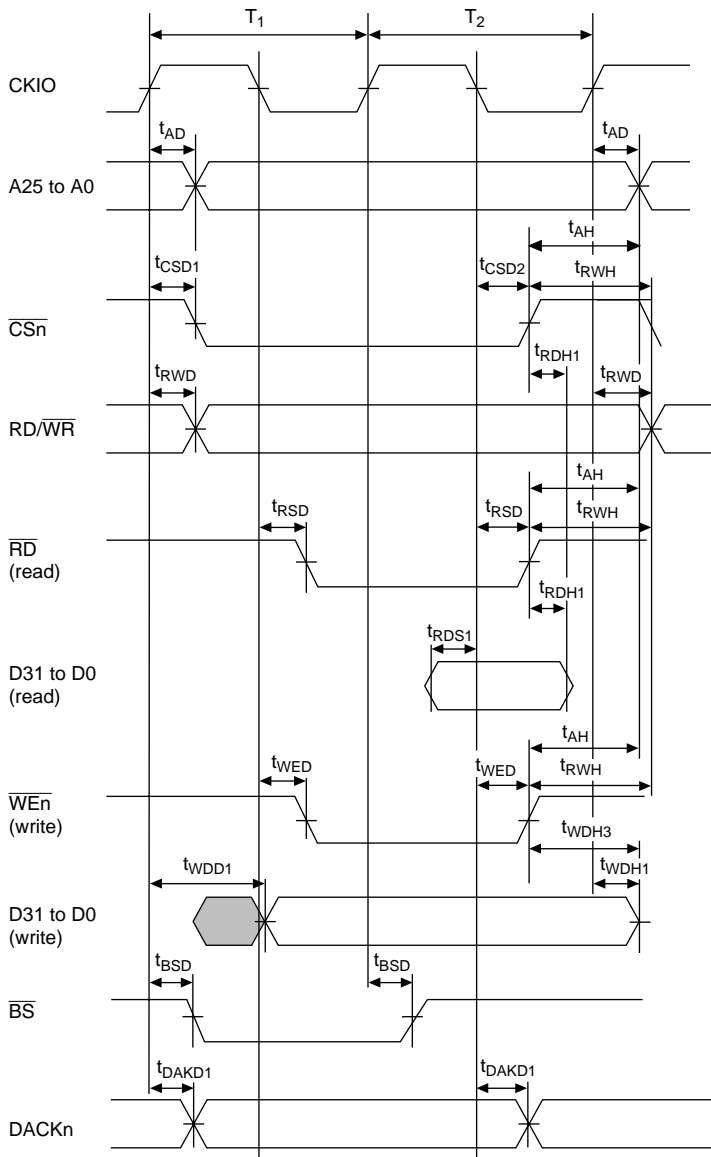 T1 T2
CKIO
tAD tAD
A25 to A0
tAH
tCSD1 tCSD2 tRWH
CSn
tRDH1
tRWD tRWD
RD/WR
tAH
tRSD tRSD tRWH
RD
(read)
tRDH1
tRDS1
D31 to D0
(read)
tAH
tWED tWED tRWH
WEn
(write)
tWDH3
tWDD1 tWDH1
D31 to D0
(write)
tBSD tBSD
BS
tDAKD1 tDAKD1
DACKn